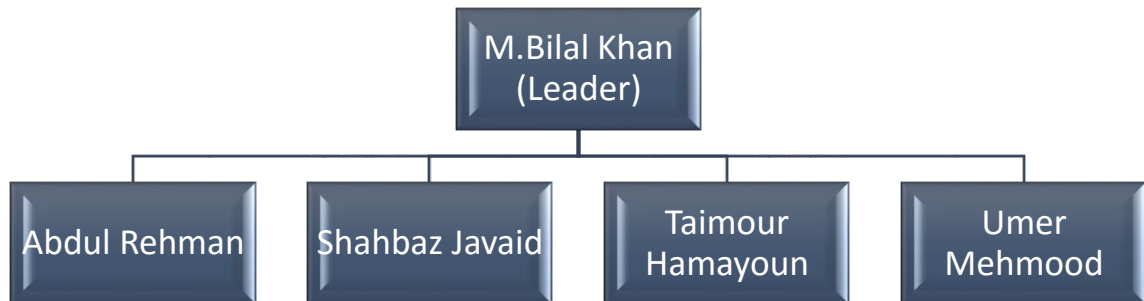 M.Bilal Khan
(Leader)
Abdul Rehman
Shahbaz Javaid
Taimour
Hamayoun
Umer
Mehmood